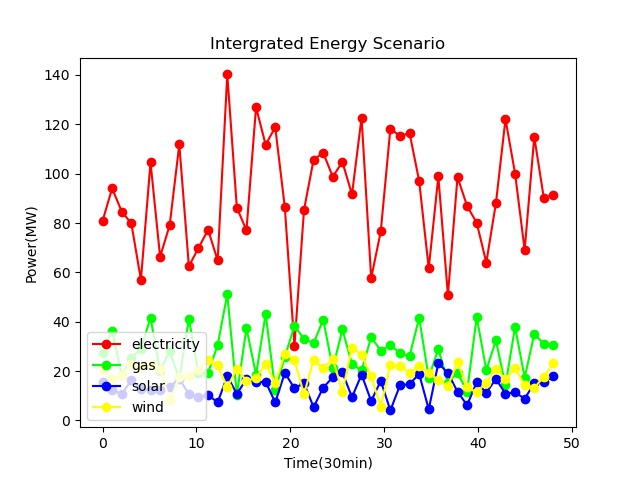 Intergrated Energy Scenario
Power(MW)
140
120
100
80
60
40
20
0
electricity
gas
solar
wind
0 10 20 30 40 50
Time(30min)